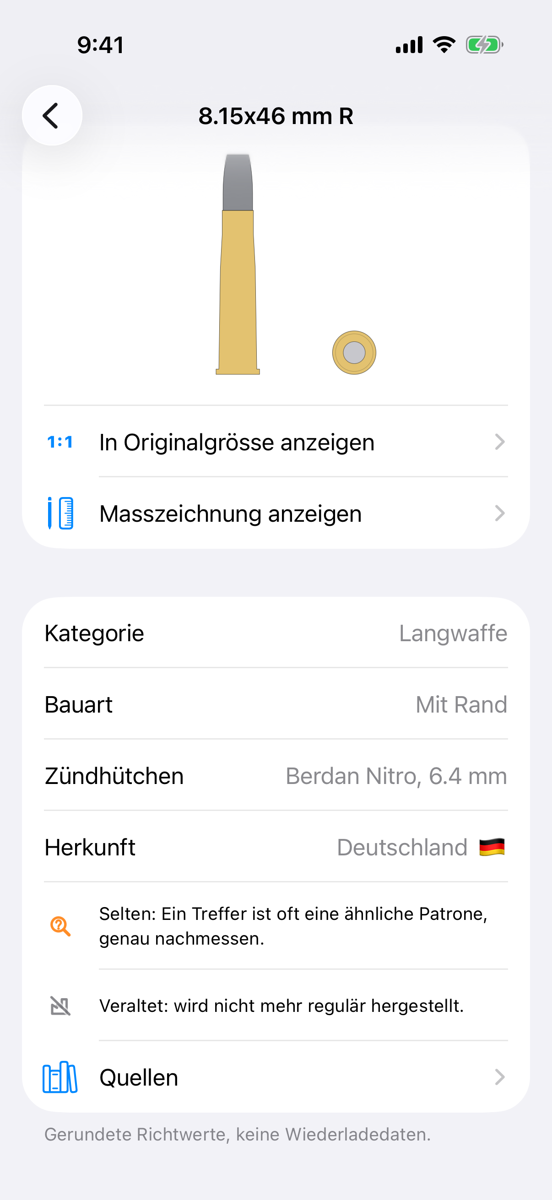 9:41
8.15x46 mm R
1:1 In Originalgrösse anzeigen
Masszeichnung anzeigen
Kategorie Langwaffe
Bauart Mit Rand
Zündhütchen Berdan Nitro, 6.4 mm
Herkunft Deutschland 🇩🇪
Selten: Ein Treffer ist oft eine ähnliche Patrone,
genau nachmessen.
Veraltet: wird nicht mehr regulär hergestellt.
Quellen
Gerundete Richtwerte, keine Wiederladedaten.